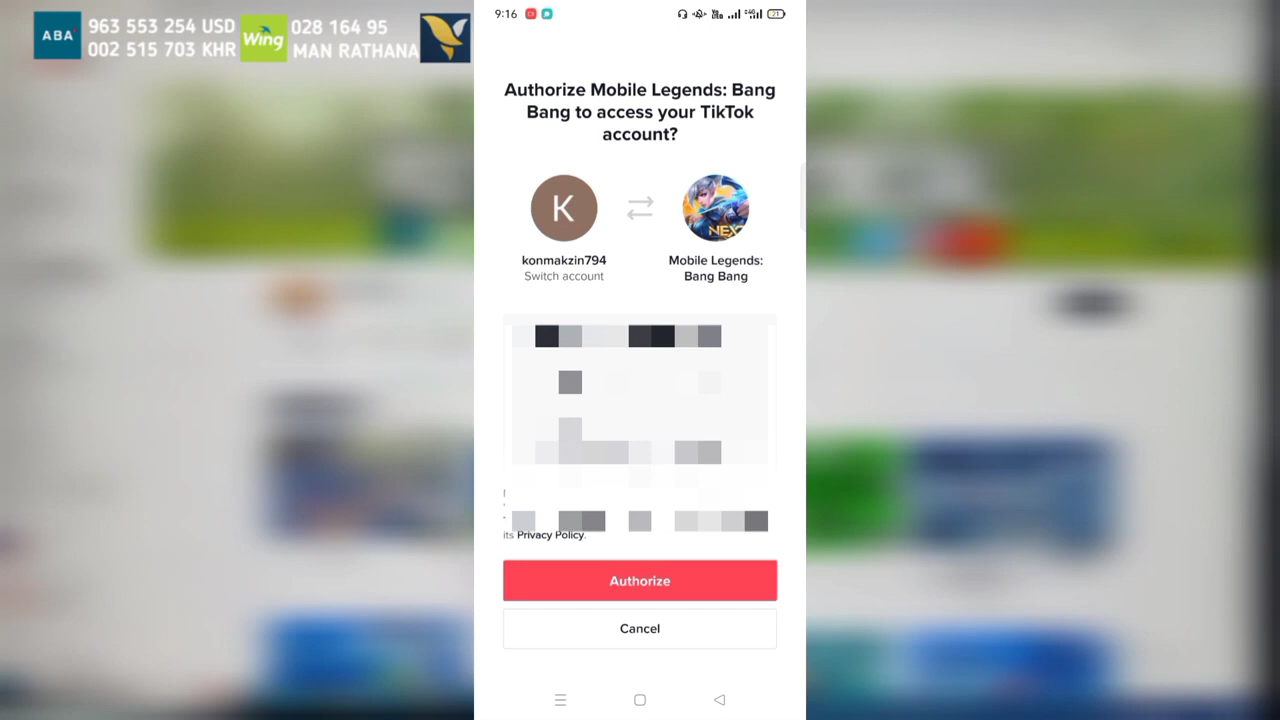 ABA
963 553 254 USD
002 515 703 KHR
Wing
028 164 95
MAN RATHANA
9:16
21
Authorize Mobile Legends: Bang
Bang to access your TikTok
account?
K
NEXT
konmakzin794
Switch account
Mobile Legends:
Bang Bang
its Privacy Policy.
Authorize
Cancel